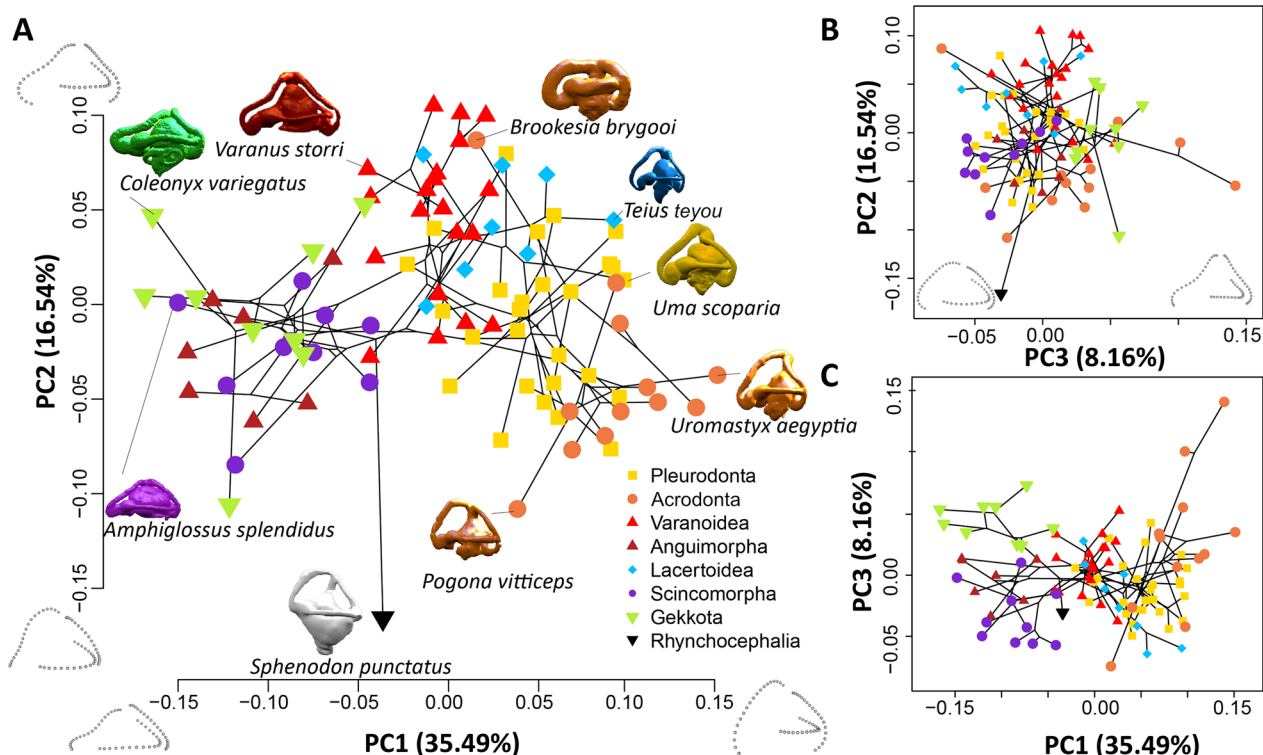 A
PC2 (16.54%)
0.10
0.05
0.00
−0.05
−0.10
−0.15
Coleonyx variegatus
Varanus storri
Brookesia brygooi
Teius teyou
Uma scoparia
Uromastyx aegyptia
Amphiglossus splendidus
Pogona vitticeps
Sphenodon punctatus
Pleurodonta
Acrodonta
Varanoidea
Anguimorpha
Lacertoidea
Scincomorpha
Gekkota
Rhynchocephalia
−0.15
−0.10
−0.05
0.00
0.05
0.10
0.15
PC1 (35.49%)
B
PC2 (16.54%)
0.10
0.00
−0.15
−0.05
0.00
0.15
PC3 (8.16%)
C
PC3 (8.16%)
0.15
0.00
−0.05
−0.15
0.00
0.15
PC1 (35.49%)